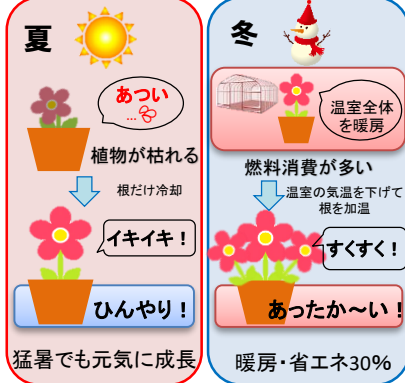 夏
あつい
…
植物が枯れる
根だけ冷却
イキイキ！
ひんやり！
猛暑でも元気に成長
冬
温室全体
を暖房
燃料消費が多い
温室の気温を下げて
根を加温
すくすく！
あったか～い！
暖房・省エネ30%